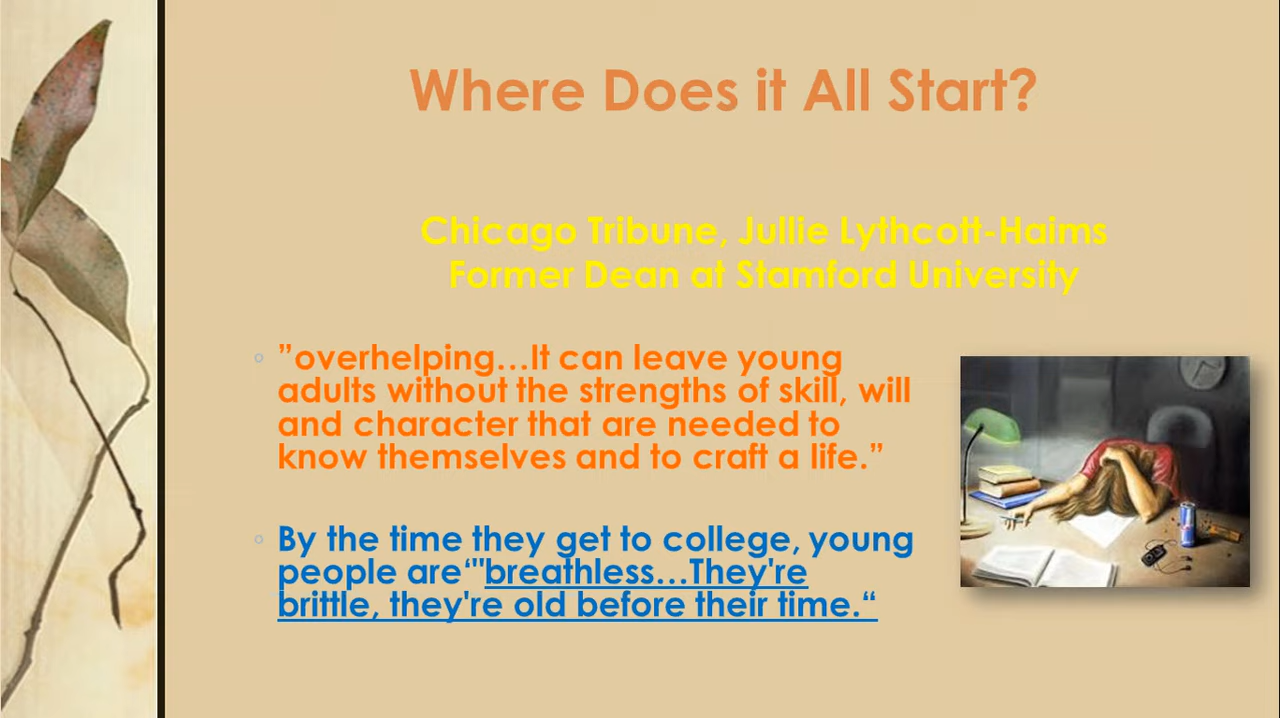 Where Does it All Start?
Chicago Tribune, Jullie Lythcott-Haims
Former Dean at Stamford University
”overhelping…It can leave young
adults without the strengths of skill, will
and character that are needed to
know themselves and to craft a life.”
By the time they get to college, young
people are‘"breathless…They're
brittle, they're old before their time.“